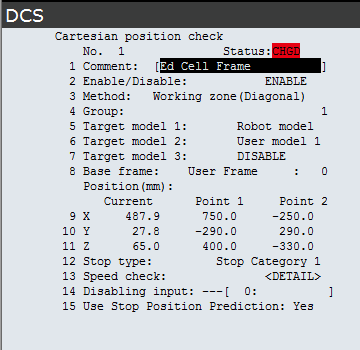 DCS
Cartesian position check
No. 1 Status:CHGD
1 Comment: [Ed Cell Frame ]
2 Enable/Disable: ENABLE
3 Method: Working zone(Diagonal)
4 Group: 1
5 Target model 1: Robot model
6 Target model 2: User model 1
7 Target model 3: DISABLE
8 Base frame: User Frame : 0
Position(mm):
Current Point 1 Point 2
9 X 487.9 750.0 -250.0
10 Y 27.8 -290.0 290.0
11 Z 65.0 400.0 -330.0
12 Stop type: Stop Category 1
13 Speed check: <DETAIL>
14 Disabling input: ---[ 0: ]
15 Use Stop Position Prediction: Yes